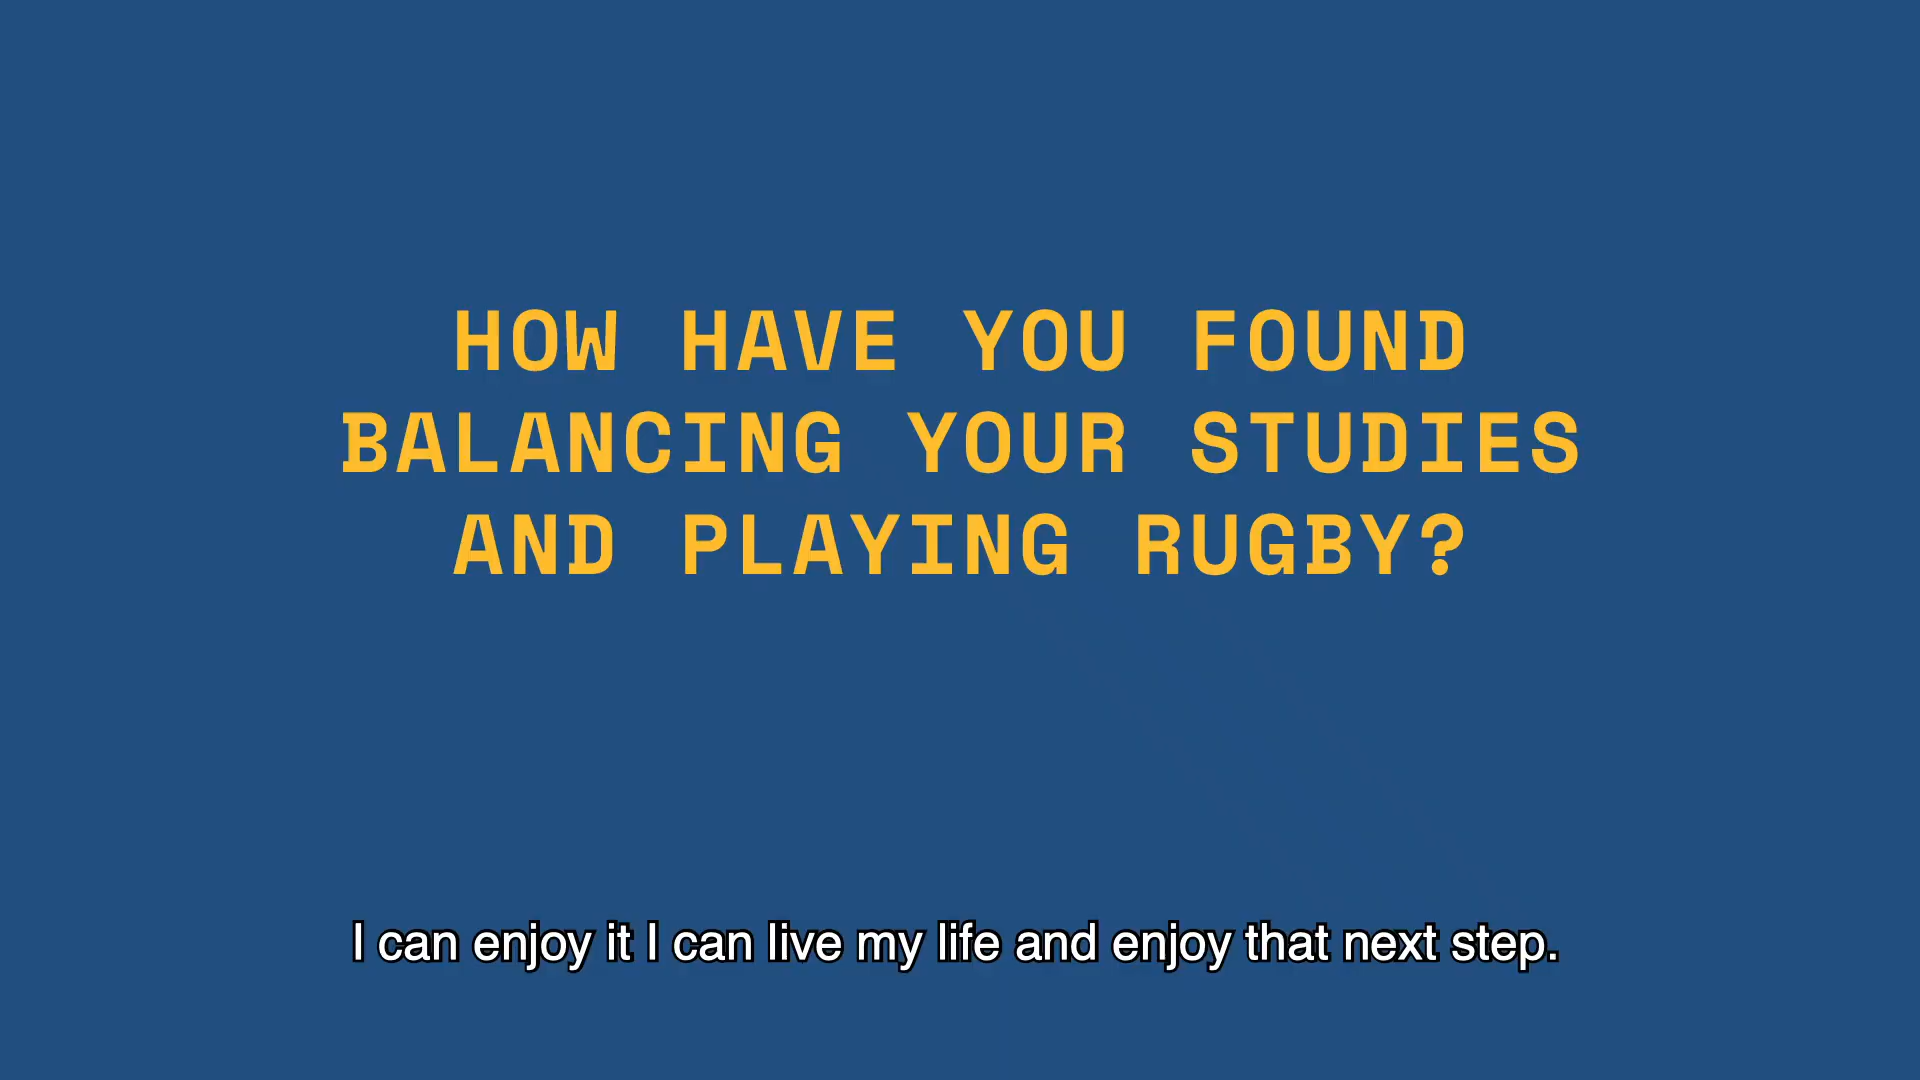 HOW HAVE YOU FOUND
BALANCING YOUR STUDIES
AND PLAYING RUGBY?
I can enjoy it I can live my life and enjoy that next step.